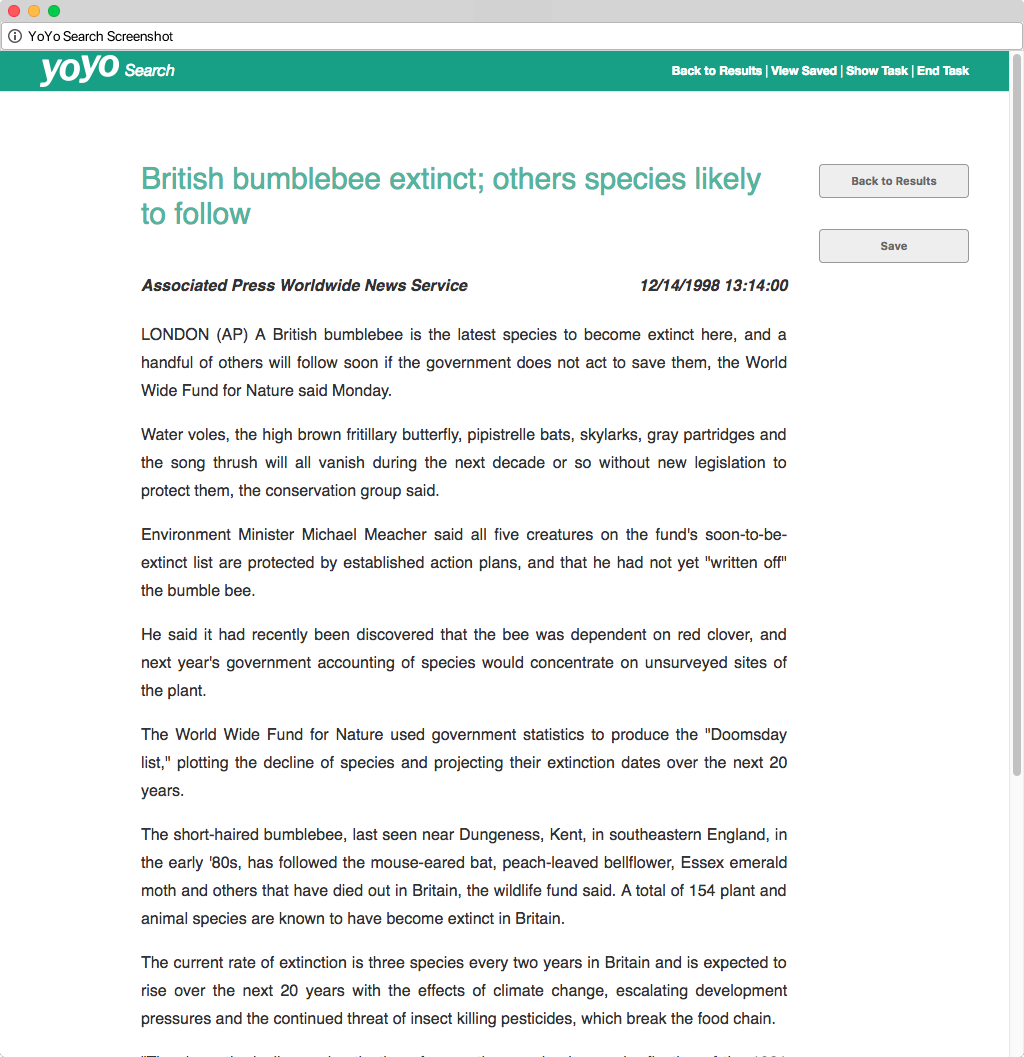 YoYo Search Screenshot
yoyo Search
Back to Results | View Saved | Show Task | End Task
British bumblebee extinct; others species likely
to follow
Back to Results
Save
Associated Press Worldwide News Service 12/14/1998 13:14:00
LONDON (AP) A British bumblebee is the latest species to become extinct here, and a
handful of others will follow soon if the government does not act to save them, the World
Wide Fund for Nature said Monday.
Water voles, the high brown fritillary butterfly, pipistrelle bats, skylarks, gray partridges and
the song thrush will all vanish during the next decade or so without new legislation to
protect them, the conservation group said.
Environment Minister Michael Meacher said all five creatures on the fund's soon-to-be-
extinct list are protected by established action plans, and that he had not yet "written off"
the bumble bee.
He said it had recently been discovered that the bee was dependent on red clover, and
next year's government accounting of species would concentrate on unsurveyed sites of
the plant.
The World Wide Fund for Nature used government statistics to produce the "Doomsday
list," plotting the decline of species and projecting their extinction dates over the next 20
years.
The short-haired bumblebee, last seen near Dungeness, Kent, in southeastern England, in
the early '80s, has followed the mouse-eared bat, peach-leaved bellflower, Essex emerald
moth and others that have died out in Britain, the wildlife fund said. A total of 154 plant and
animal species are known to have become extinct in Britain.
The current rate of extinction is three species every two years in Britain and is expected to
rise over the next 20 years with the effects of climate change, escalating development
pressures and the continued threat of insect killing pesticides, which break the food chain.